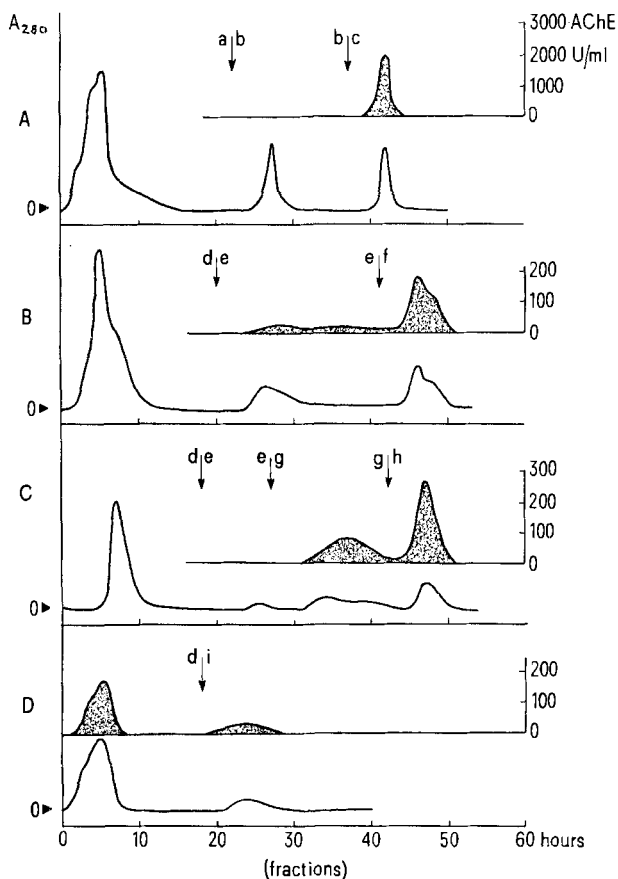 A280 3000 AChE
a b b c 2000 U/ml
1000
A 0
0
d e e f 200
B 100
0
0
d e e g g h 300
C 200
100
0
0
d i 200
D 100
0
0
0 10 20 30 40 50 60 hours
(fractions)